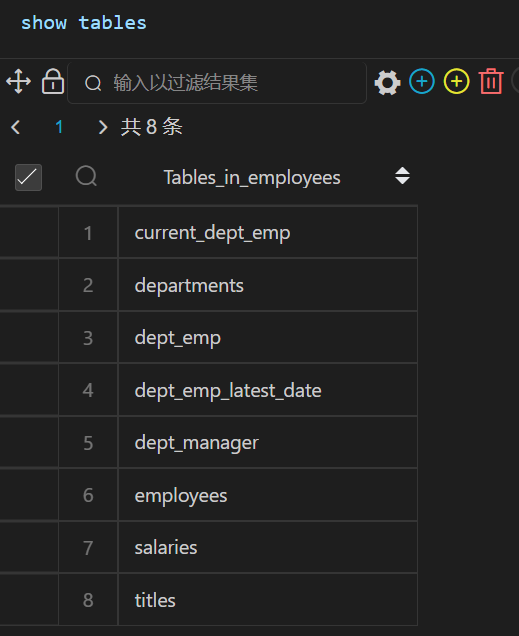 show tables
输入以过滤结果集
1 共 8 条
Tables_in_employees
1 current_dept_emp
2 departments
3 dept_emp
4 dept_emp_latest_date
5 dept_manager
6 employees
7 salaries
8 titles